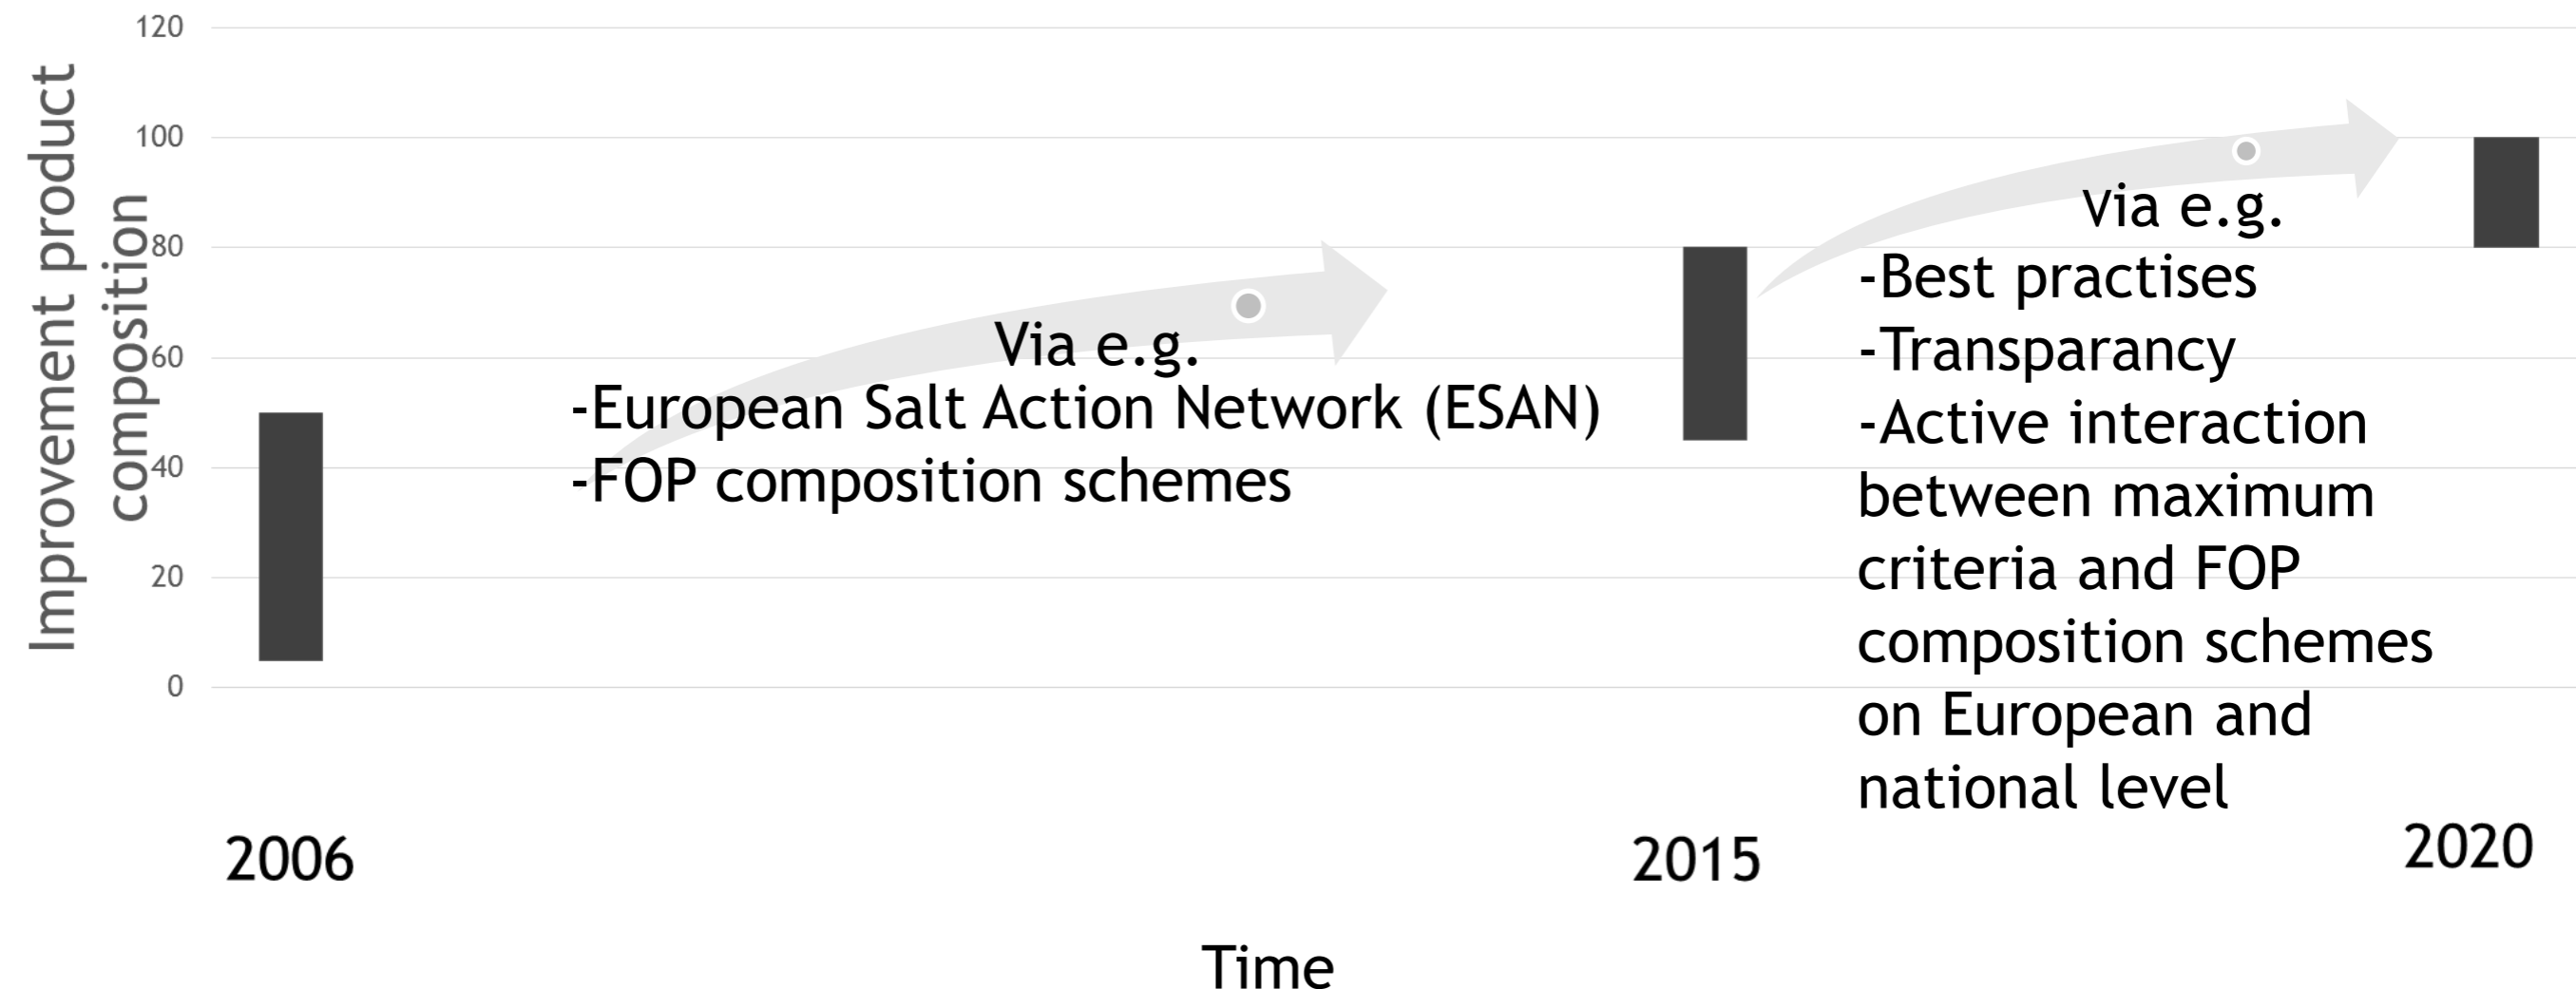 120
100
80
60
40
20
0
Improvement product
composition
Via e.g.
-European Salt Action Network (ESAN)
-FOP composition schemes
Via e.g.
-Best practises
-Transparancy
-Active interaction
between maximum
criteria and FOP
composition schemes
on European and
national level
2006
2015
2020
Time